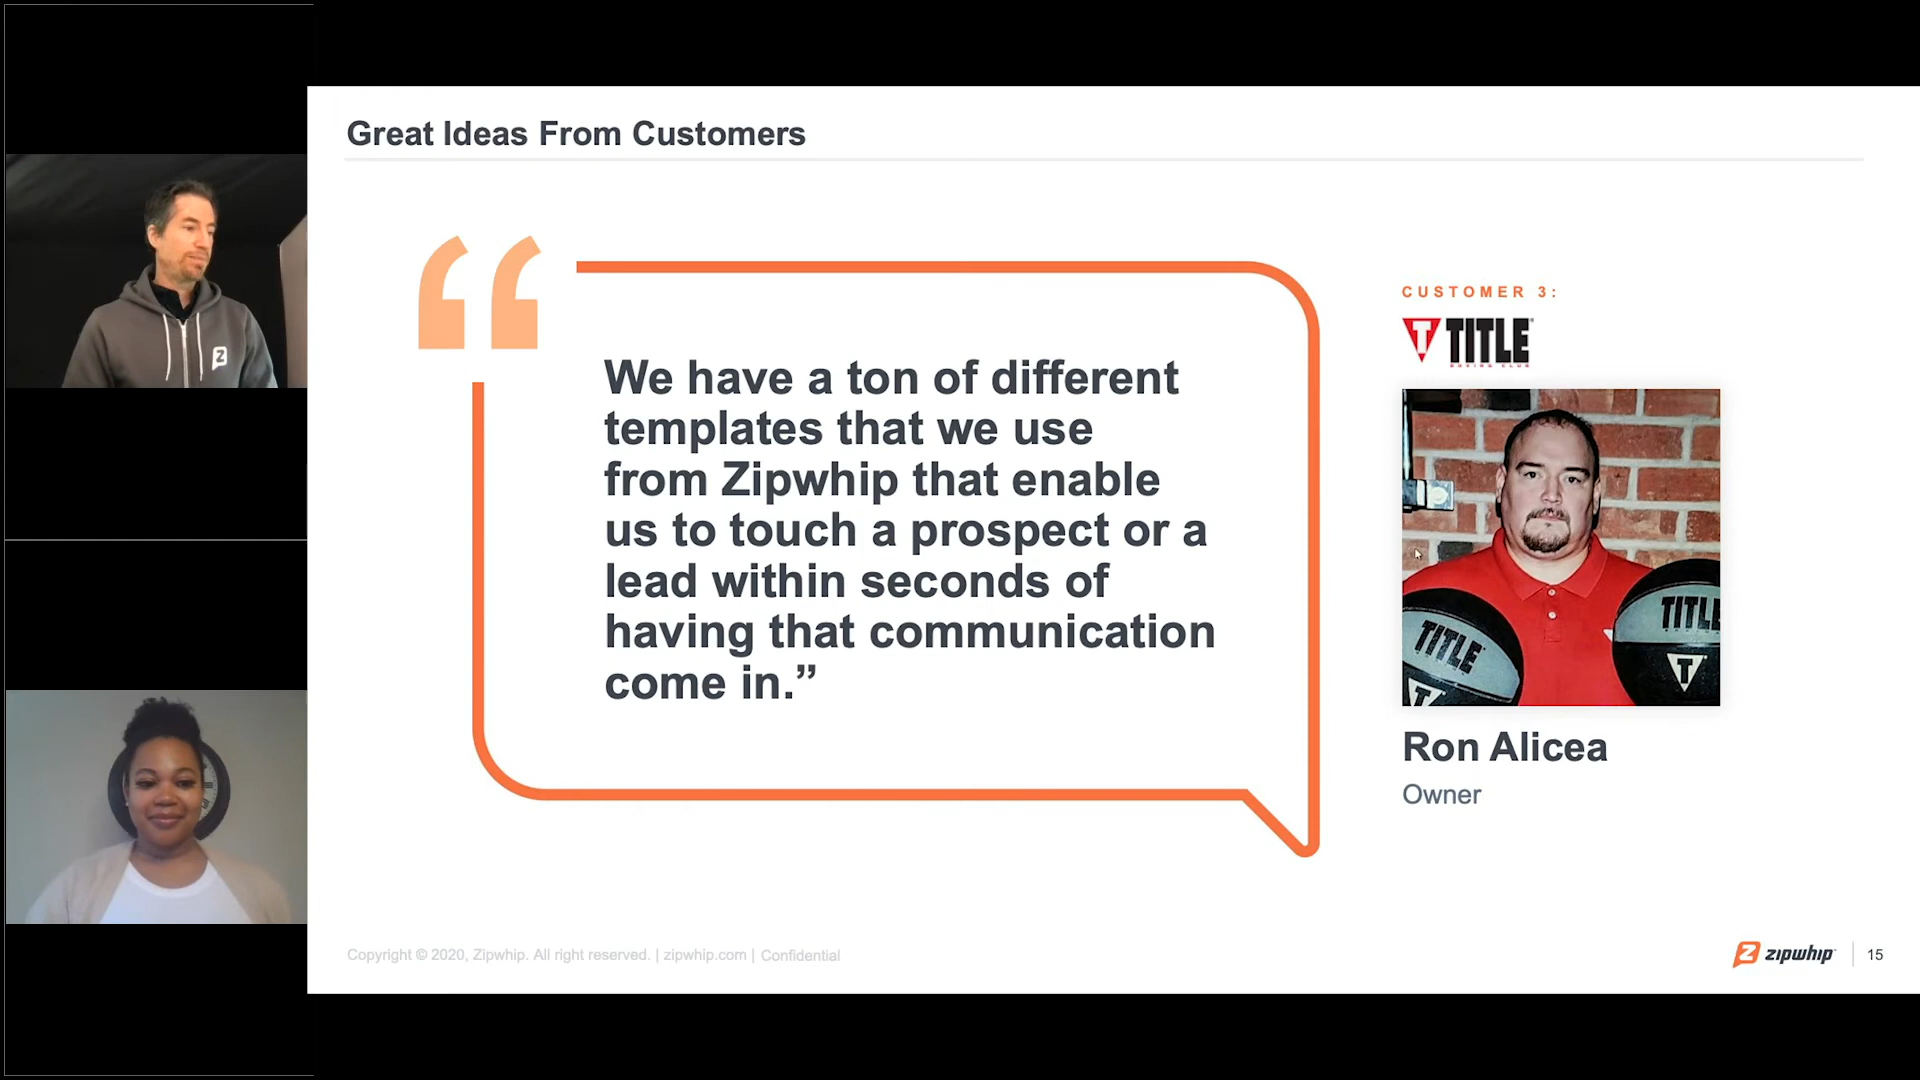 Great Ideas From Customers
“
We have a ton of different
templates that we use
from Zipwhip that enable
us to touch a prospect or a
lead within seconds of
having that communication
come in.”
CUSTOMER 3:
T TITLE
BOXING CLUB
TITLE
T
TITLE
T
Ron Alicea
Owner
Z
Copyright © 2020, Zipwhip. All right reserved. | zipwhip.com | Confidential
Z zipwhip
15